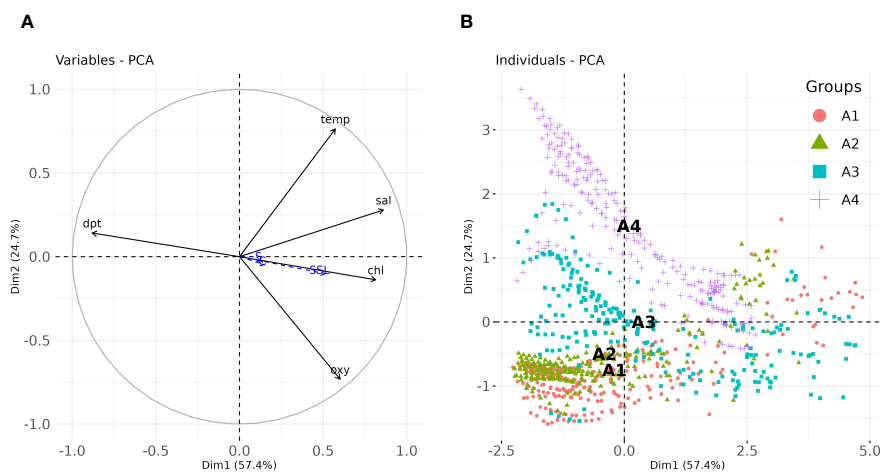 A
B
Variables - PCA
Individuals - PCA
Dim2 (24.7%)
1.0
0.5
0.0
-0.5
-1.0
temp
sal
dpt
S
SSI
chl
oxy
-1.0
-0.5
0.0
0.5
1.0
Dim1 (57.4%)
Dim2 (24.7%)
3
2
1
0
-1
Groups
A1
A2
A3
A4
A4
A3
A2
A1
-2.5
0.0
2.5
5.0
Dim1 (57.4%)